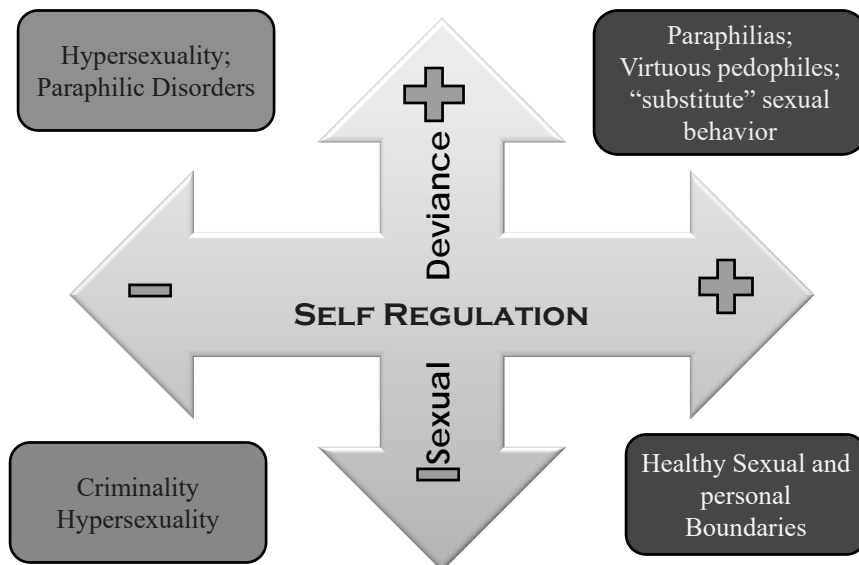 Hypersexuality;
Paraphilic Disorders
Paraphilias;
Virtuous pedophiles;
“substitute” sexual
behavior
Sexual Deviance
SELF REGULATION
Criminality
Hypersexuality
Healthy Sexual and
personal
Boundaries